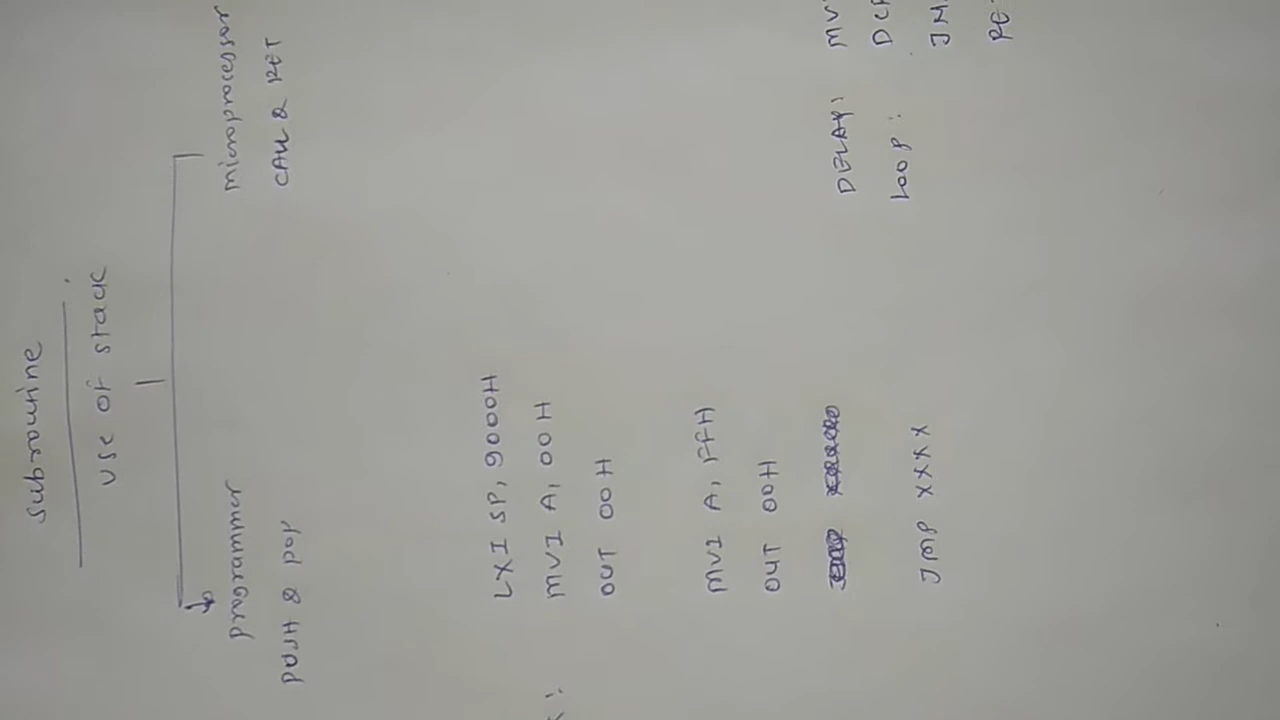 subroutine
use of stack
programmer microprocessor
PUSH & POP CALL & RET
LXI SP, 9000H
MVI A, 00H
OUT 00H
MVI A, FFH
OUT 00H
DELAY: MV
LOOP: DC
JMP XXXX JN